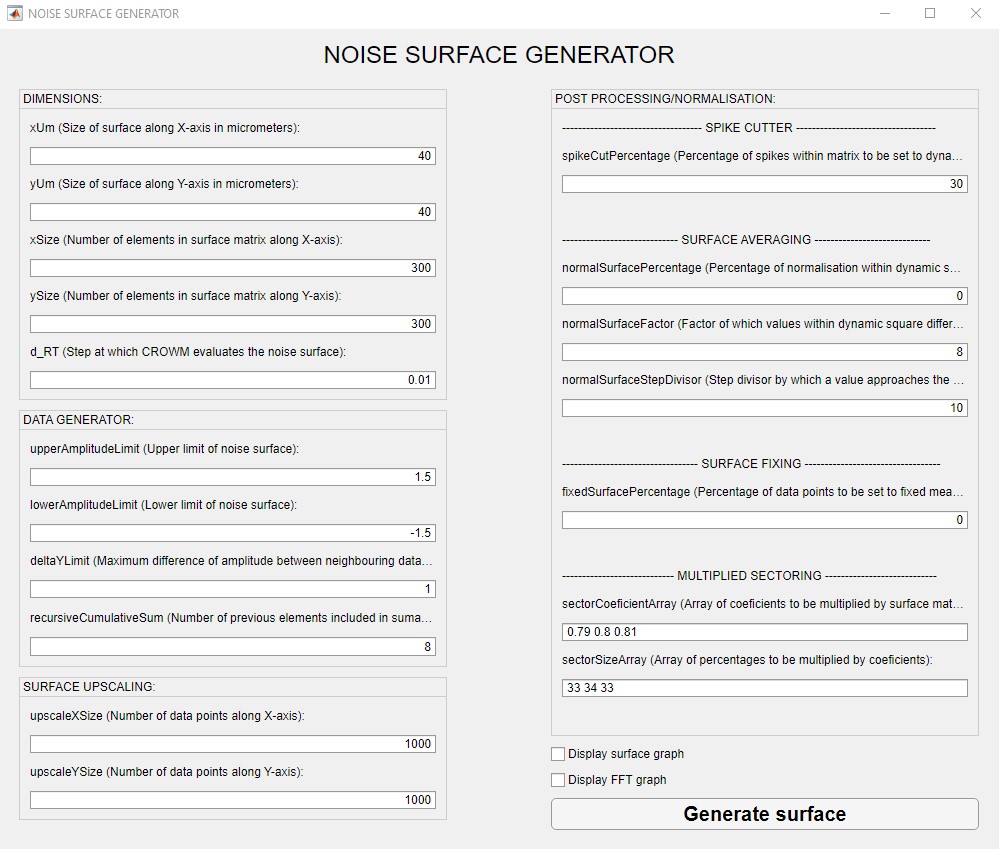 NOISE SURFACE GENERATOR
NOISE SURFACE GENERATOR
DIMENSIONS:
xUm (Size of surface along X-axis in micrometers):
40
yUm (Size of surface along Y-axis in micrometers):
40
xSize (Number of elements in surface matrix along X-axis):
300
ySize (Number of elements in surface matrix along Y-axis):
300
d_RT (Step at which CROWM evaluates the noise surface):
0.01
DATA GENERATOR:
upperAmplitudeLimit (Upper limit of noise surface):
1.5
lowerAmplitudeLimit (Lower limit of noise surface):
-1.5
deltaYLimit (Maximum difference of amplitude between neighbouring data...
1
recursiveCumulativeSum (Number of previous elements included in suma...
8
SURFACE UPSCALING:
upscaleXSize (Number of data points along X-axis):
1000
upscaleYSize (Number of data points along Y-axis):
1000
POST PROCESSING/NORMALISATION:
----------------------------------- SPIKE CUTTER -----------------------------------
spikeCutPercentage (Percentage of spikes within matrix to be set to dyna...
30
----------------------------- SURFACE AVERAGING -----------------------------
normalSurfacePercentage (Percentage of normalisation within dynamic s...
0
normalSurfaceFactor (Factor of which values within dynamic square differ...
8
normalSurfaceStepDivisor (Step divisor by which a value approaches the ...
10
---------------------------------- SURFACE FIXING ----------------------------------
fixedSurfacePercentage (Percentage of data points to be set to fixed mea...
0
---------------------------- MULTIPLIED SECTORING ----------------------------
sectorCoeficientArray (Array of coeficients to be multiplied by surface mat...
0.79 0.8 0.81
sectorSizeArray (Array of percentages to be multiplied by coeficients):
33 34 33
Display surface graph
Display FFT graph
Generate surface